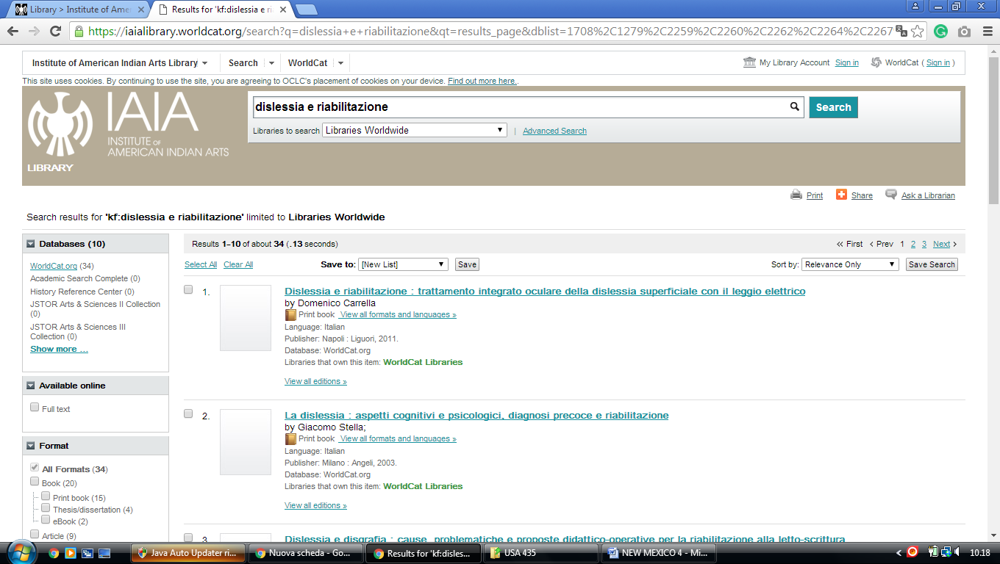 Library > Institute of Ame
Results for 'kf:dislessia e ri
https://iaialibrary.worldcat.org/search?q=dislessia+e+riabilitazione&qt=results_page&dblist=1708%2C1279%2C2259%2C2260%2C2262%2C2264%2C2267
Institute of American Indian Arts Library
Search
WorldCat
My Library Account Sign in
WorldCat ( Sign in )
This site uses cookies. By continuing to use the site, you are agreeing to OCLC's placement of cookies on your device. Find out more here..
IAIA
INSTITUTE OF
AMERICAN INDIAN ARTS
LIBRARY
dislessia e riabilitazione
Search
Libraries to search Libraries Worldwide | Advanced Search
Print Share Ask a Librarian
Search results for 'kf:dislessia e riabilitazione' limited to Libraries Worldwide
Databases (10)
WorldCat.org (34)
Academic Search Complete (0)
History Reference Center (0)
JSTOR Arts & Sciences II Collection
(0)
JSTOR Arts & Sciences III
Collection (0)
Show more ...
Available online
Full text
Format
All Formats (34)
Book (20)
Print book (15)
Thesis/dissertation (4)
eBook (2)
Article (9)
Results 1-10 of about 34 (.13 seconds)
« First ‹ Prev 1 2 3 Next ›
Select All Clear All
Save to: [New List] Save
Sort by: Relevance Only Save Search
1.
Dislessia e riabilitazione : trattamento integrato oculare della dislessia superficiale con il leggio elettrico
by Domenico Carrella
Print book View all formats and languages »
Language: Italian
Publisher: Napoli : Liguori, 2011.
Database: WorldCat.org
Libraries that own this item: WorldCat Libraries
View all editions »
2.
La dislessia : aspetti cognitivi e psicologici, diagnosi precoce e riabilitazione
by Giacomo Stella;
Print book View all formats and languages »
Language: Italian
Publisher: Milano : Angeli, 2003.
Database: WorldCat.org
Libraries that own this item: WorldCat Libraries
View all editions »
3.
Dislessia e disgrafia : cause, problematiche e proposte didattico-operative per la riabilitazione alla letto-scrittura
Java Auto Updater ri...
Nuova scheda - Go...
Results for 'kf:disles...
USA 435
NEW MEXICO 4 - Mi...
10.18